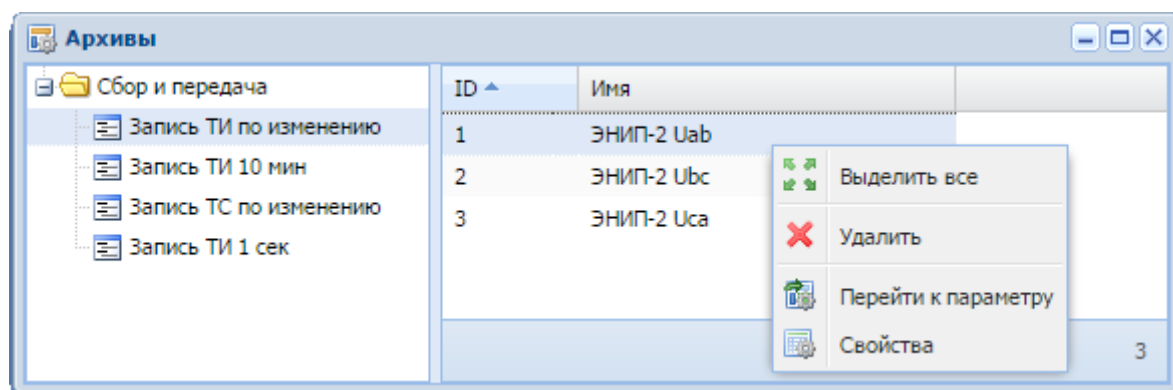 Архивы
Сбор и передача
Запись ТИ по изменению
Запись ТИ 10 мин
Запись ТС по изменению
Запись ТИ 1 сек
ID Имя
1 ЭНИП-2 Uab
2 ЭНИП-2 Ubc
3 ЭНИП-2 Uca
Выделить все
Удалить
Перейти к параметру
Свойства
3